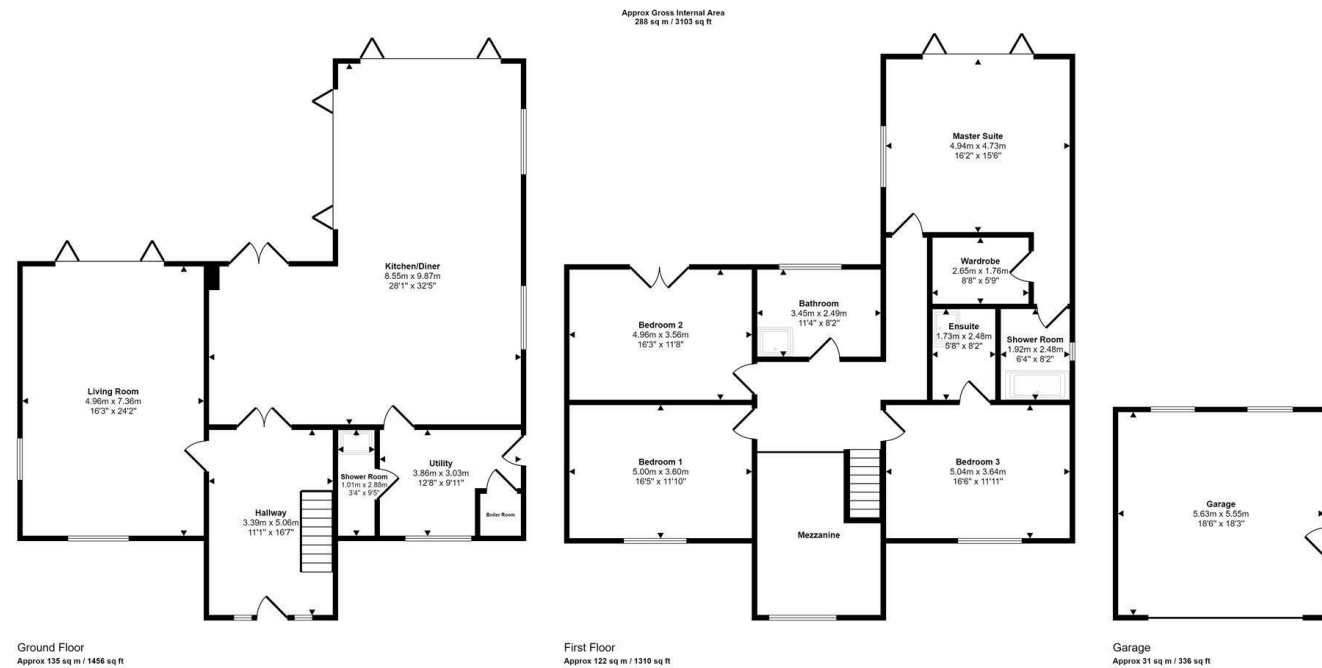 Approx Gross Internal Area
288 sq m / 3103 sq ft
Kitchen/Diner
8.55m x 9.87m
28'1" x 32'5"
Living Room
4.96m x 7.36m
16'3" x 24'2"
Hallway
3.39m x 5.06m
11'1" x 16'7"
Shower Room
1.01m x 2.88m
3'4" x 9'5"
Utility
3.86m x 3.03m
12'8" x 9'11"
Boiler Room
Ground Floor
Approx 135 sq m / 1456 sq ft
Master Suite
4.94m x 4.73m
16'2" x 15'6"
Wardrobe
2.65m x 1.76m
8'8" x 5'9"
Bathroom
3.45m x 2.49m
11'4" x 8'2"
Bedroom 2
4.96m x 3.56m
16'3" x 11'8"
Ensuite
1.73m x 2.48m
5'8" x 8'2"
Shower Room
1.92m x 2.48m
6'4" x 8'2"
Bedroom 1
5.00m x 3.60m
16'5" x 11'10"
Bedroom 3
5.04m x 3.64m
16'6" x 11'11"
Mezzanine
First Floor
Approx 122 sq m / 1310 sq ft
Garage
5.63m x 5.55m
18'6" x 18'3"
Garage
Approx 31 sq m / 336 sq ft